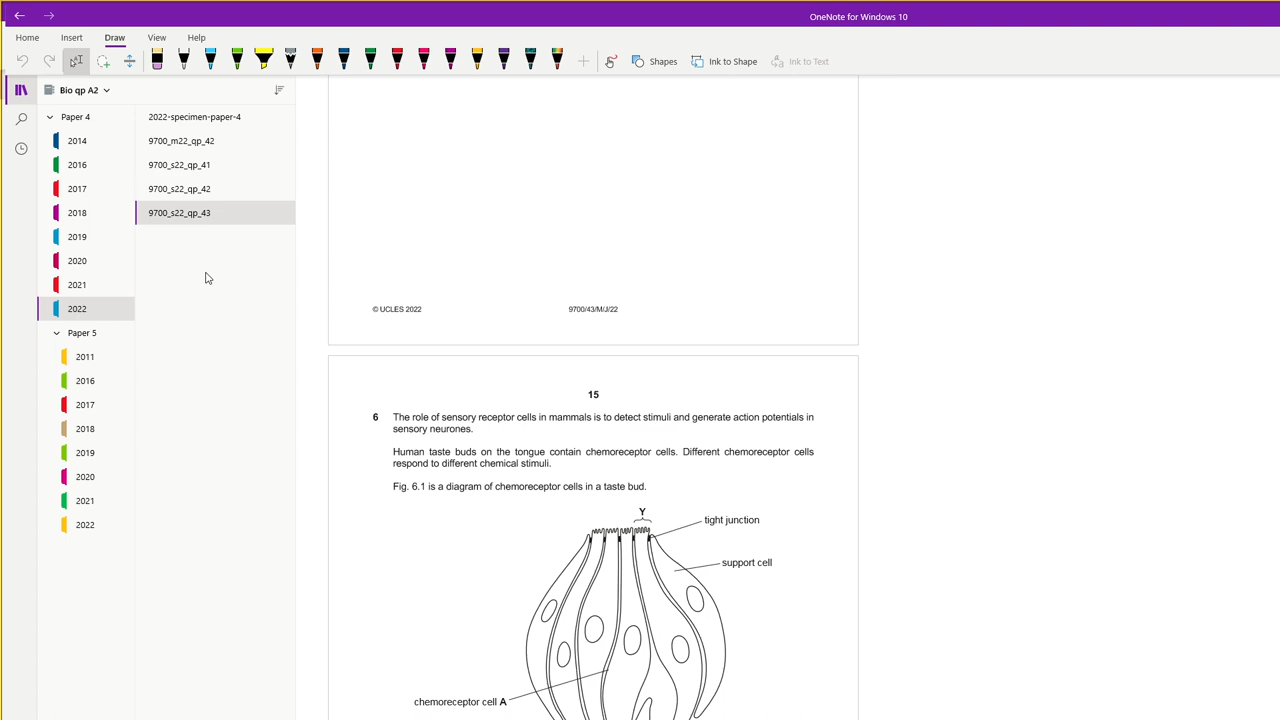 OneNote for Windows 10
Home
Insert
Draw
View
Help
Shapes
Ink to Shape
Ink to Text
Bio qp A2
Paper 4
2014
2016
2017
2018
2019
2020
2021
2022
Paper 5
2011
2016
2017
2018
2019
2020
2021
2022
2022-specimen-paper-4
9700_m22_qp_42
9700_s22_qp_41
9700_s22_qp_42
9700_s22_qp_43
© UCLES 2022
9700/43/M/J/22
15
6 The role of sensory receptor cells in mammals is to detect stimuli and generate action potentials in
sensory neurones.
Human taste buds on the tongue contain chemoreceptor cells. Different chemoreceptor cells
respond to different chemical stimuli.
Fig. 6.1 is a diagram of chemoreceptor cells in a taste bud.
Y
tight junction
support cell
chemoreceptor cell A